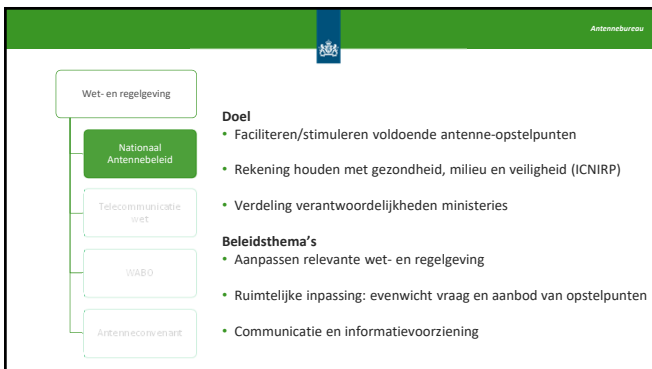 Antennebureau
Wet- en regelgeving
Nationaal
Antennebeleid
Telecommunicatie
wet
WABO
Antenneconvenant
Doel
• Faciliteren/stimuleren voldoende antenne-opstelpunten
• Rekening houden met gezondheid, milieu en veiligheid (ICNIRP)
• Verdeling verantwoordelijkheden ministeries
Beleidsthema’s
• Aanpassen relevante wet- en regelgeving
• Ruimtelijke inpassing: evenwicht vraag en aanbod van opstelpunten
• Communicatie en informatievoorziening